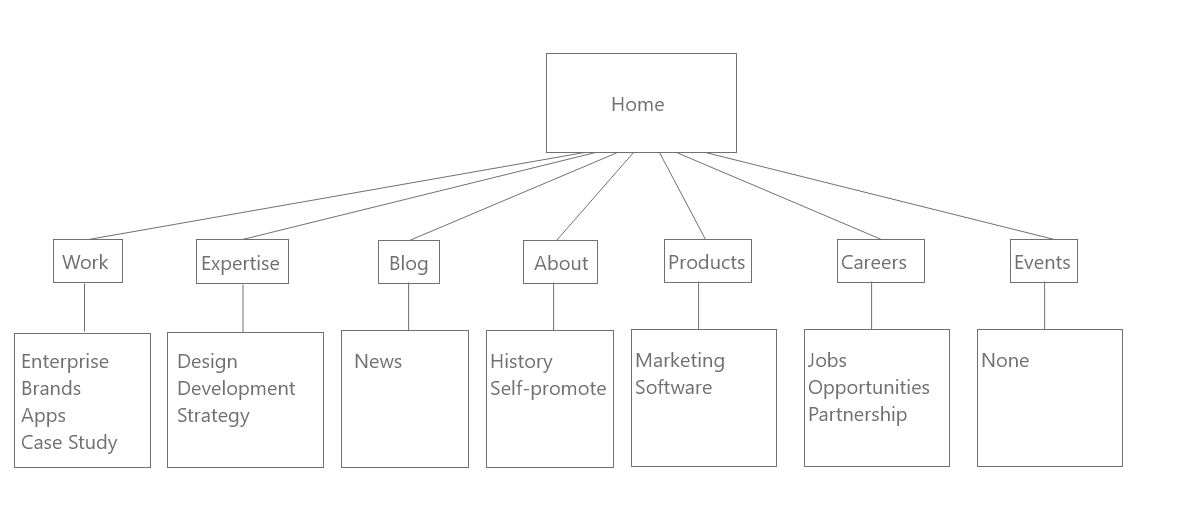 Home
Work
Expertise
Blog
About
Products
Careers
Events
Enterprise
Brands
Apps
Case Study
Design
Development
Strategy
News
History
Self-promote
Marketing
Software
Jobs
Opportunities
Partnership
None